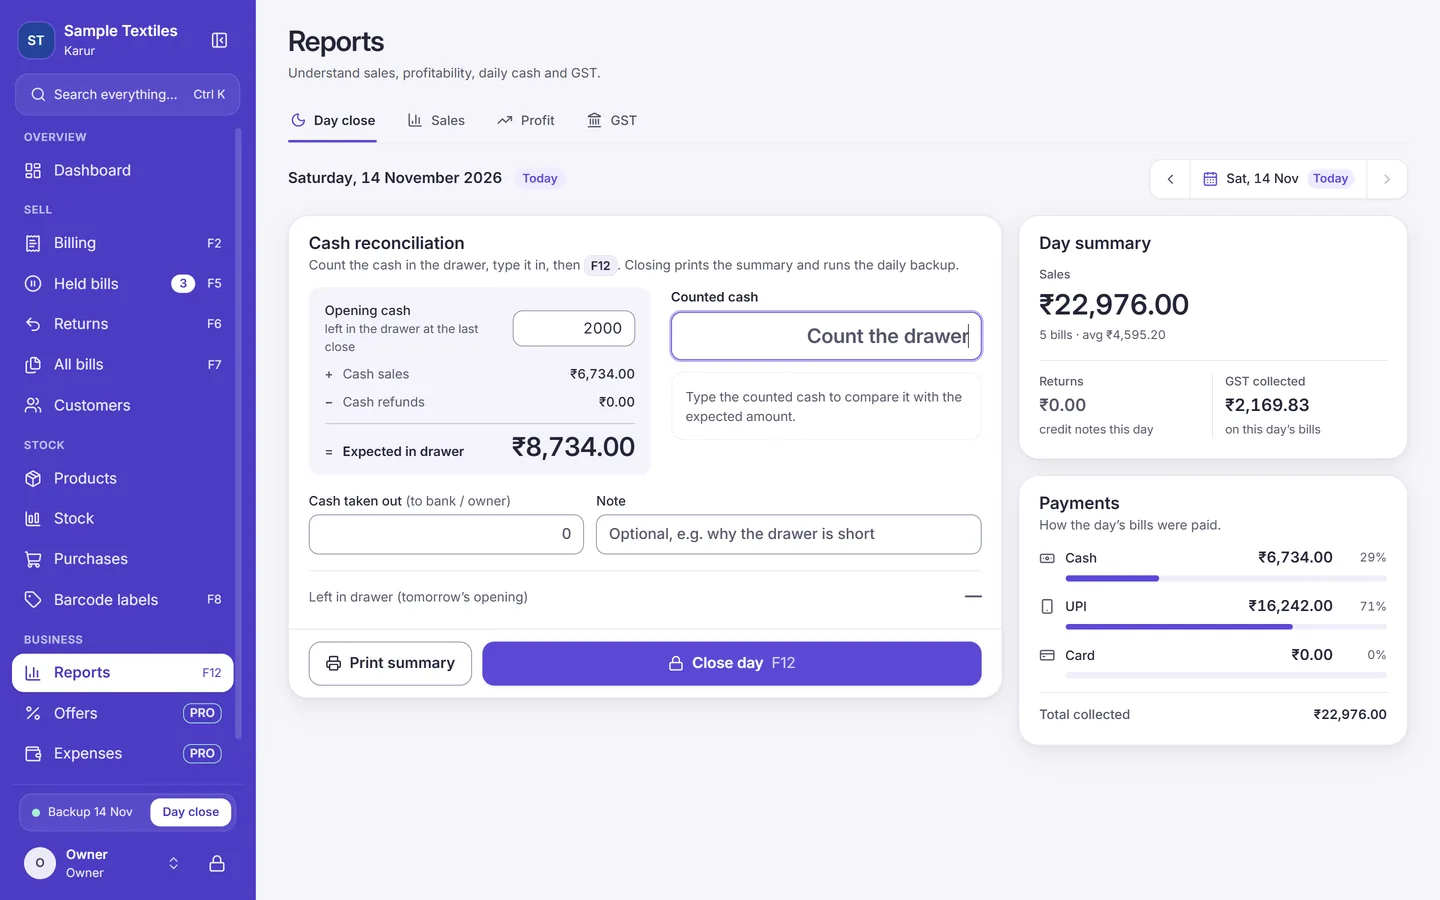 ST
Sample Textiles
Karur
Search everything... Ctrl K
OVERVIEW
Dashboard
SELL
Billing F2
Held bills 3 F5
Returns F6
All bills F7
Customers
STOCK
Products
Stock
Purchases
Barcode labels F8
BUSINESS
Reports F12
Offers PRO
Expenses PRO
Backup 14 Nov Day close
O
Owner
Owner
Reports
Understand sales, profitability, daily cash and GST.
Day close Sales Profit GST
Saturday, 14 November 2026 Today
Sat, 14 Nov Today
Cash reconciliation
Count the cash in the drawer, type it in, then F12. Closing prints the summary and runs the daily backup.
Opening cash
left in the drawer at the last
close
2000
+ Cash sales ₹6,734.00
− Cash refunds ₹0.00
= Expected in drawer ₹8,734.00
Counted cash
Count the drawer
Type the counted cash to compare it with the
expected amount.
Cash taken out (to bank / owner)
0
Note
Optional, e.g. why the drawer is short
Left in drawer (tomorrow’s opening) —
Print summary
Close day F12
Day summary
Sales
₹22,976.00
5 bills · avg ₹4,595.20
Returns
₹0.00
credit notes this day
GST collected
₹2,169.83
on this day’s bills
Payments
How the day’s bills were paid.
Cash ₹6,734.00 29%
UPI ₹16,242.00 71%
Card ₹0.00 0%
Total collected ₹22,976.00